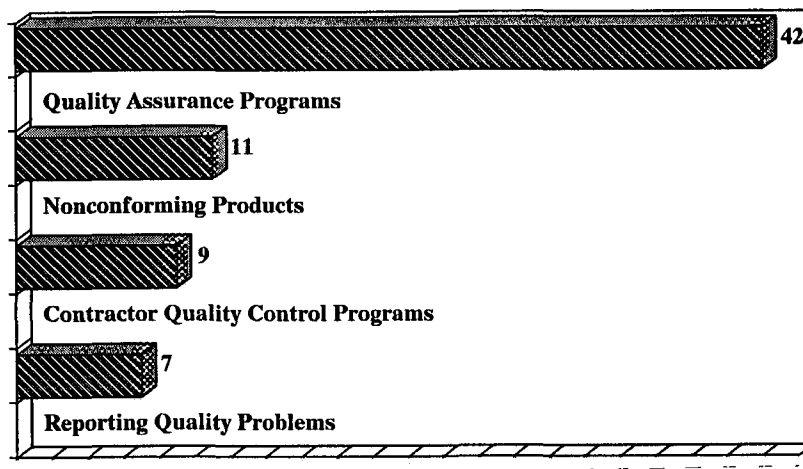 42
Quality Assurance Programs
11
Nonconforming Products
9
Contractor Quality Control Programs
7
Reporting Quality Problems